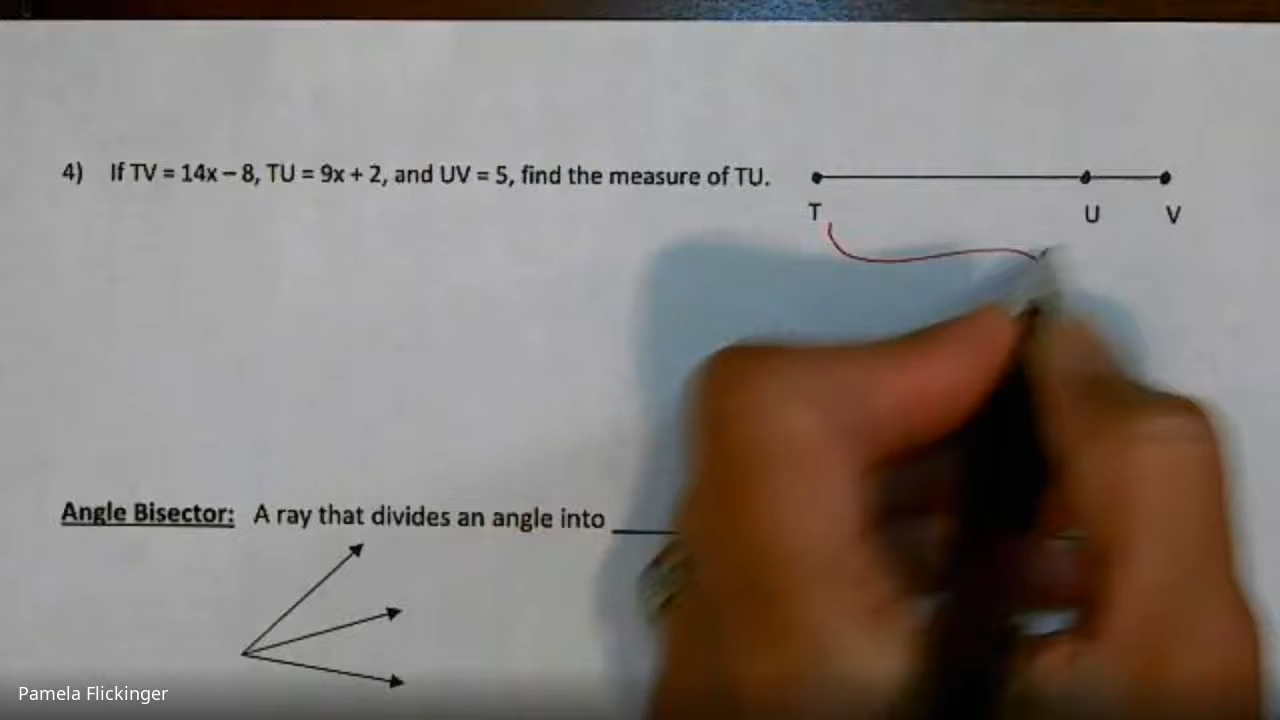 4) If TV = 14x – 8, TU = 9x + 2, and UV = 5, find the measure of TU.
T U V
Angle Bisector: A ray that divides an angle into
Pamela Flickinger